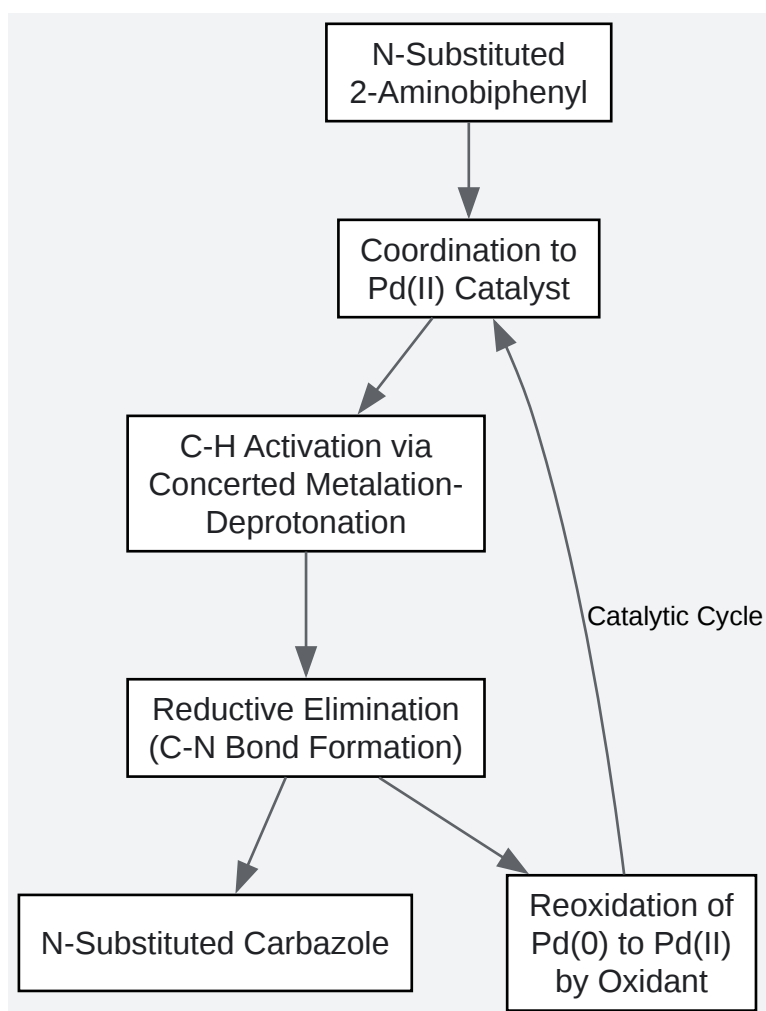 N-Substituted
2-Aminobiphenyl
Coordination to
Pd(II) Catalyst
C-H Activation via
Concerted Metalation-
Deprotonation
Catalytic Cycle
Reductive Elimination
(C-N Bond Formation)
N-Substituted Carbazole
Reoxidation of
Pd(0) to Pd(II)
by Oxidant